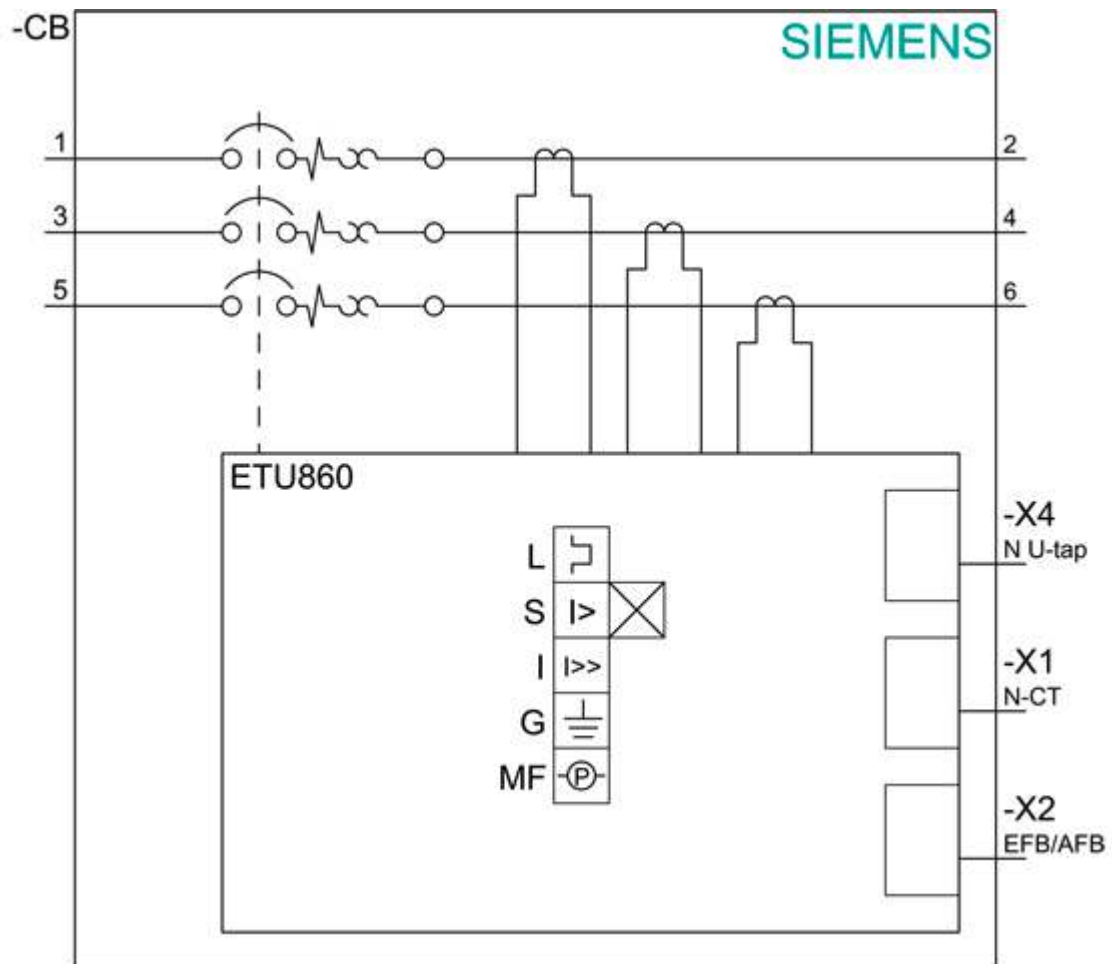 -CB
SIEMENS
1
2
3
4
5
6
ETU860
L
S I>
I I>>
G
MF P
-X4
N U-tap
-X1
N-CT
-X2
EFB/AFB